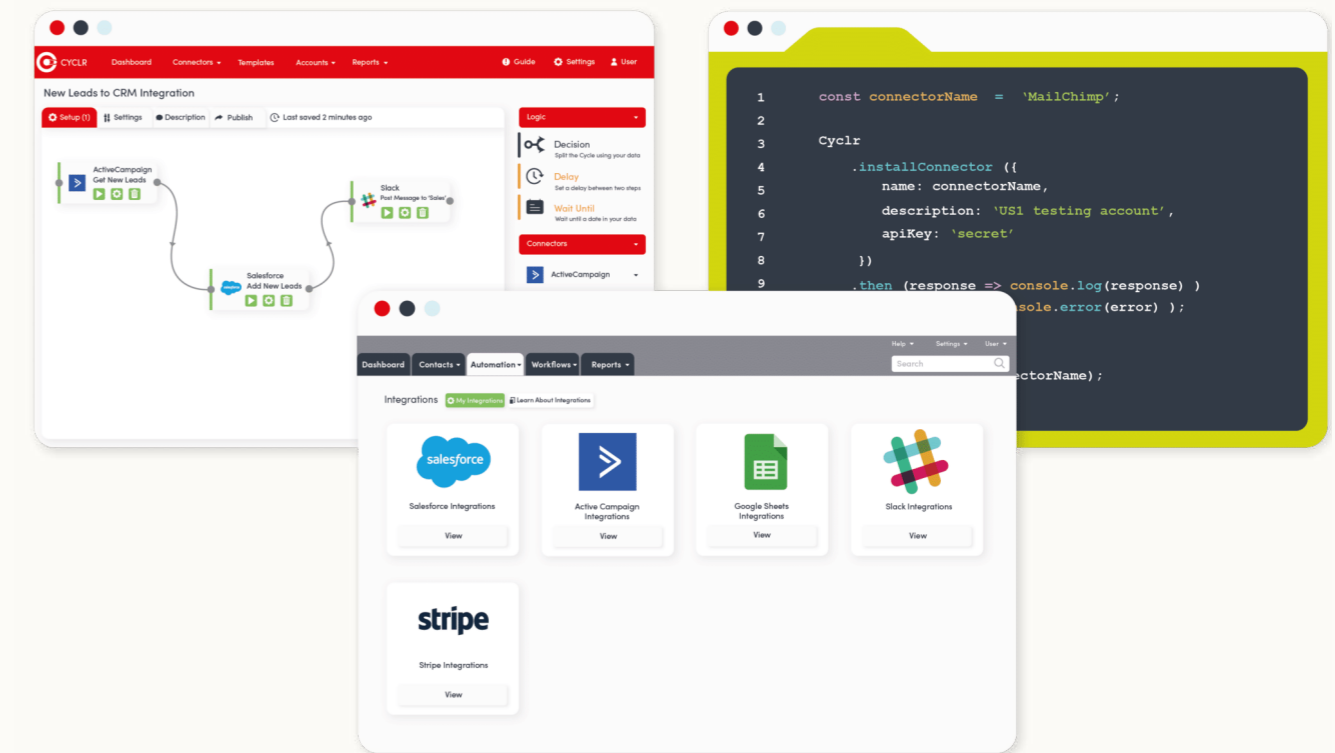 CYCLR Dashboard Connectors Templates Accounts Reports Guide Settings User
New Leads to CRM Integration
Setup (1) Settings Description Publish Last saved 2 minutes ago
ActiveCampaign
Get New Leads
Slack
Post Message to 'Sales'
Salesforce
Add New Leads
Logic
Decision
Split the Cycle using your data
Delay
Set a delay between two steps
Wait Until
Wait until a date in your data
Connectors
ActiveCampaign
1 const connectorName = ‘MailChimp’;
2
3 Cyclr
4 .installConnector ({
5 name: connectorName,
6 description: ‘US1 testing account’,
7 apiKey: ‘secret’
8 })
9 .then (response => console.log(response) )
sole.error(error) );
ectorName);
Help Settings User
Dashboard Contacts Automation Workflows Reports Search
Integrations My Integrations Learn About Integrations
salesforce
Salesforce Integrations
View
Active Campaign
Integrations
View
Google Sheets
Integrations
View
Slack Integrations
View
stripe
Stripe Integrations
View